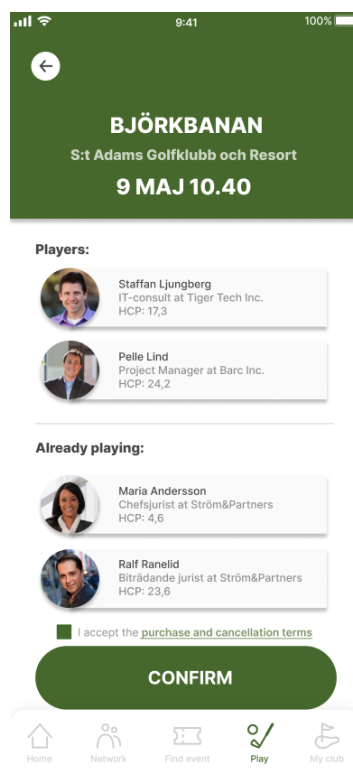 9:41
100%
BJÖRKBANAN
S:t Adams Golfklubb och Resort
9 MAJ 10.40
Players:
Staffan Ljungberg
IT-consult at Tiger Tech Inc.
HCP: 17,3
Pelle Lind
Project Manager at Barc Inc.
HCP: 24,2
Already playing:
Maria Andersson
Chefsjurist at Ström&Partners
HCP: 4,6
Ralf Ranelid
Biträdande jurist at Ström&Partners
HCP: 23,6
I accept the purchase and cancellation terms
CONFIRM
Home Network Find event Play My club